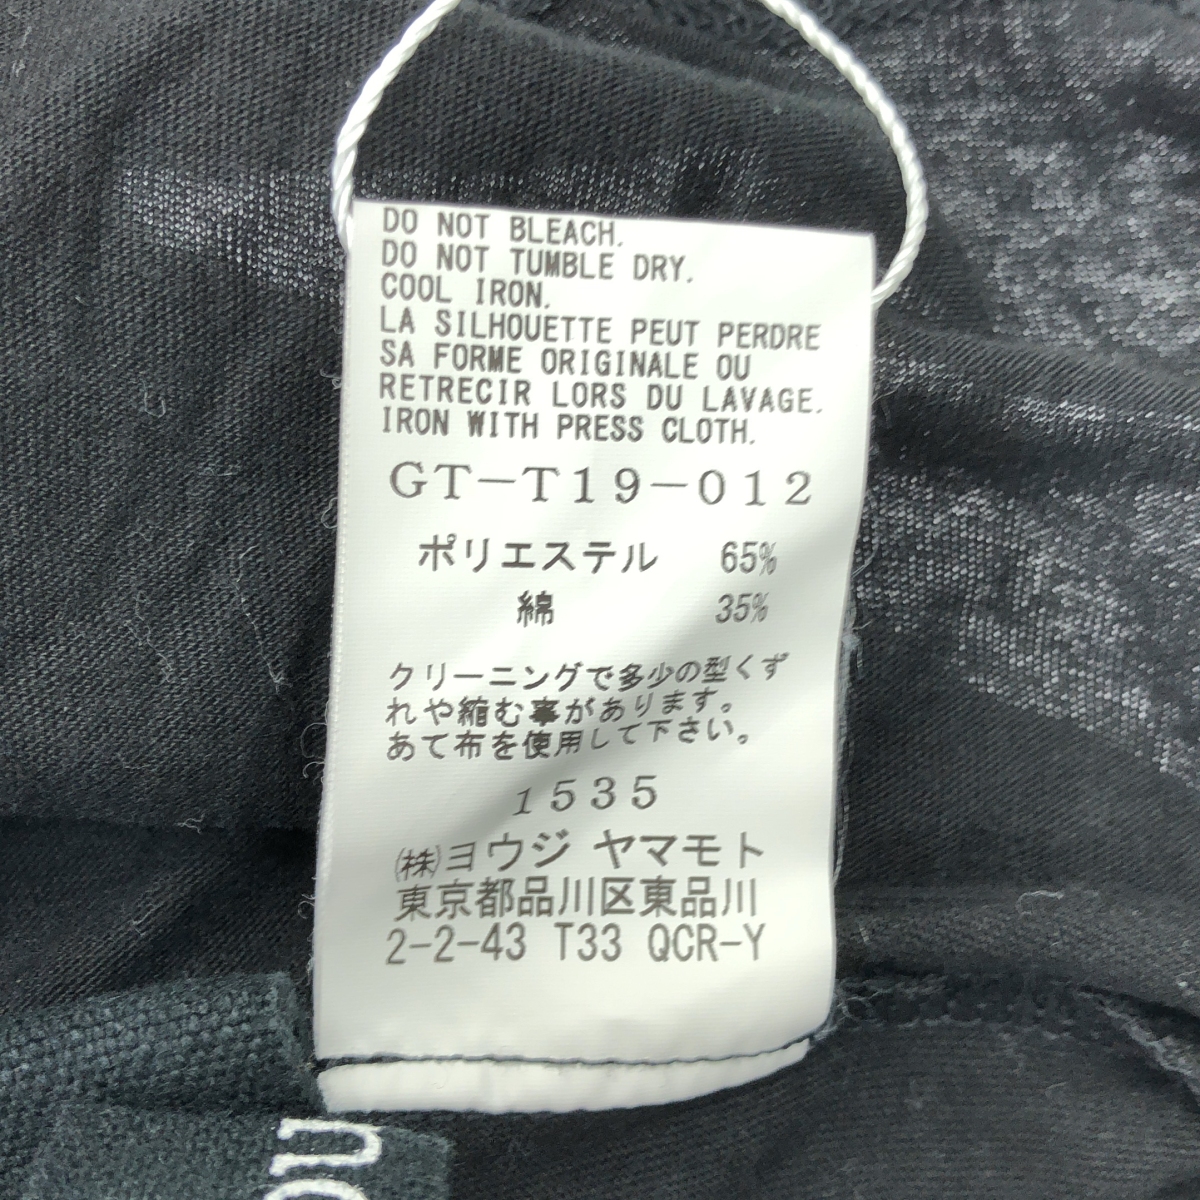 DO NOT BLEACH.
DO NOT TUMBLE DRY.
COOL IRON.
LA SILHOUETTE PEUT PERDRE
SA FORME ORIGINALE OU
RETRECIR LORS DU LAVAGE.
IRON WITH PRESS CLOTH.
GT-T19-012
ポリエステル 65%
綿 35%
クリーニングで多少の型くず
れや縮む事があります。
あて布を使用して下さい。
1535
㈱ヨウジ ヤマモト
東京都品川区東品川
2-2-43 T33 QCR-Y